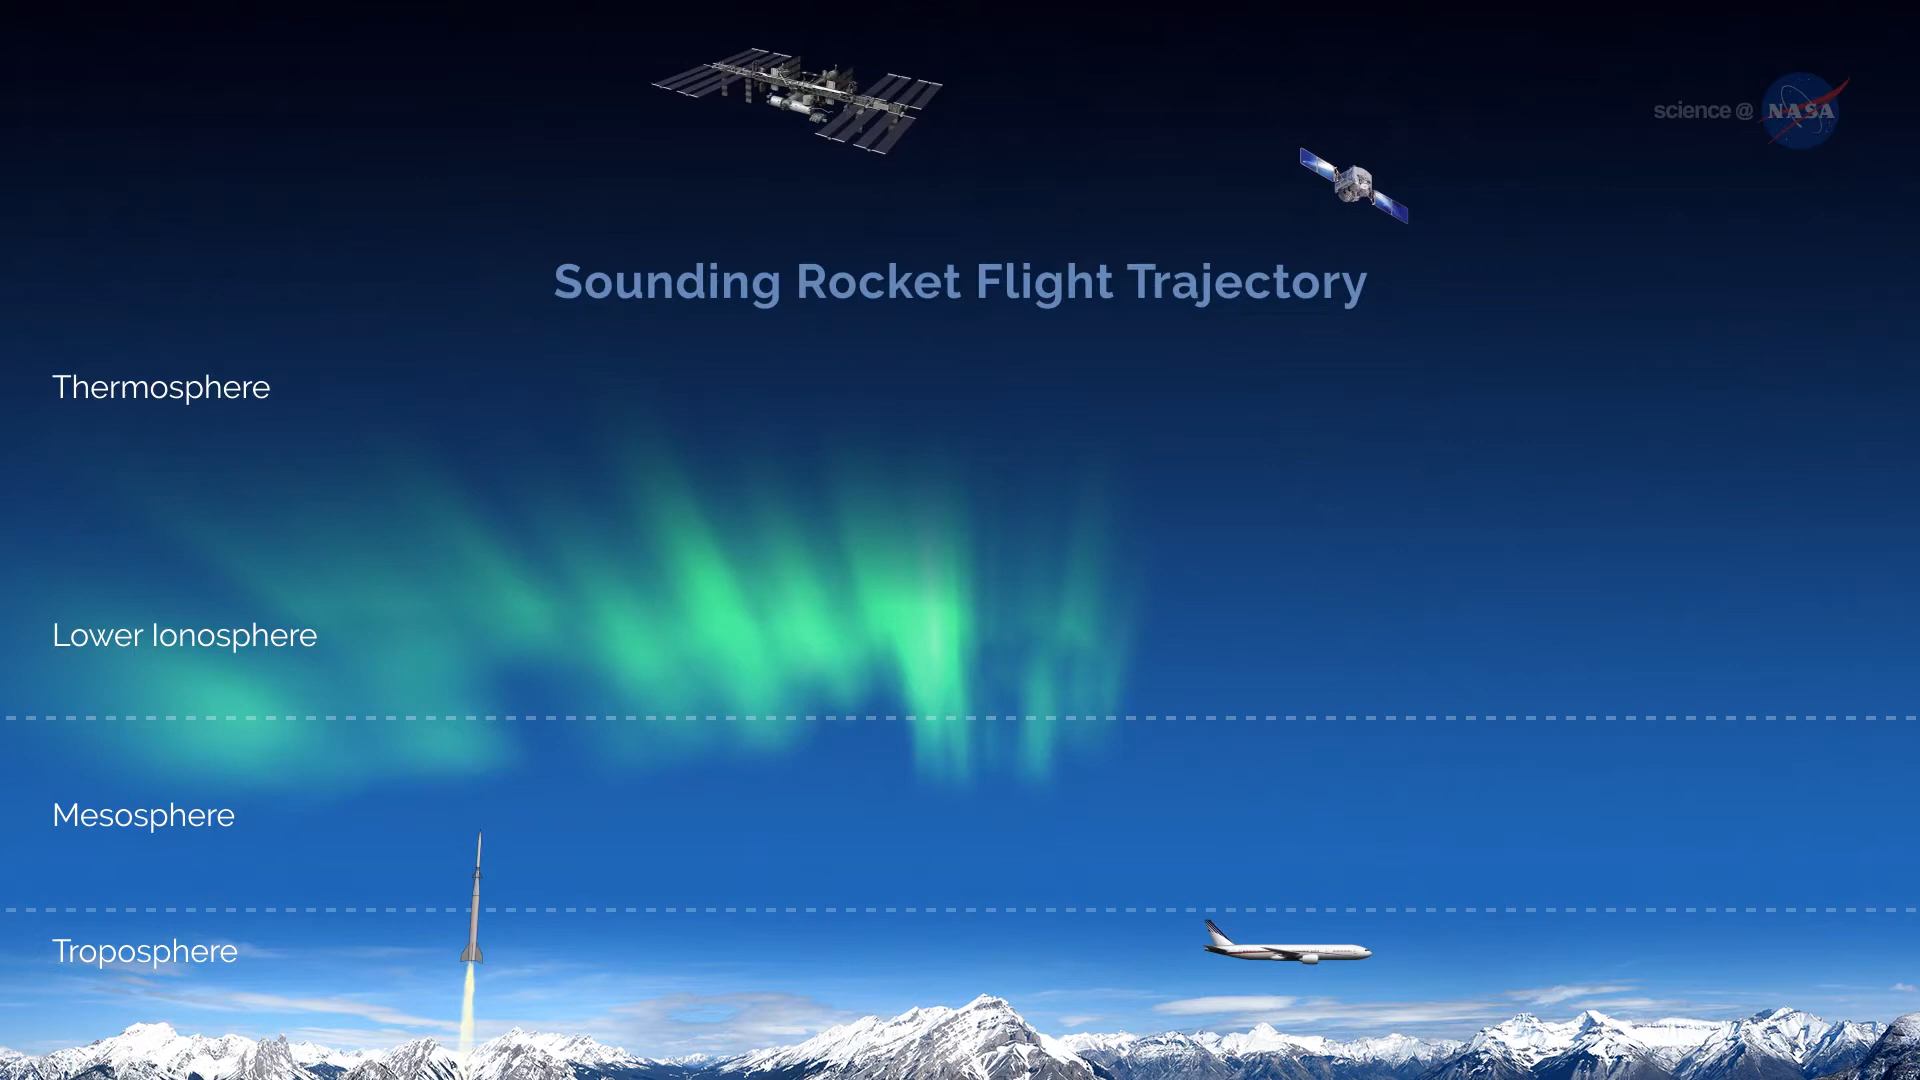 science @ NASA
Sounding Rocket Flight Trajectory
Thermosphere
Lower Ionosphere
Mesosphere
Troposphere